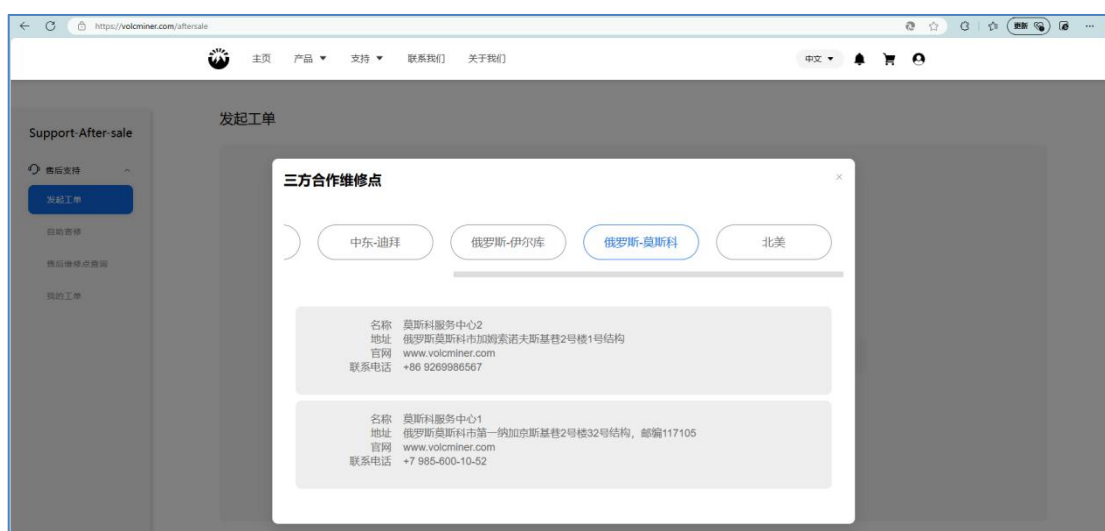 https://volcminer.com/aftersale
更新
主页 产品 支持 联系我们 关于我们
中文
Support-After-sale
售后支持
发起工单
自助售修
售后维修点查询
我的工单
发起工单
三方合作维修点
中东-迪拜
俄罗斯-伊尔库
俄罗斯-莫斯科
北美
名称 莫斯科服务中心2
地址 俄罗斯莫斯科市加姆索诺夫斯基巷2号楼1号结构
官网 www.volcminer.com
联系电话 +86 9269986567
名称 莫斯科服务中心1
地址 俄罗斯莫斯科市第一纳加京斯基巷2号楼32号结构，邮编117105
官网 www.volcminer.com
联系电话 +7 985-600-10-52